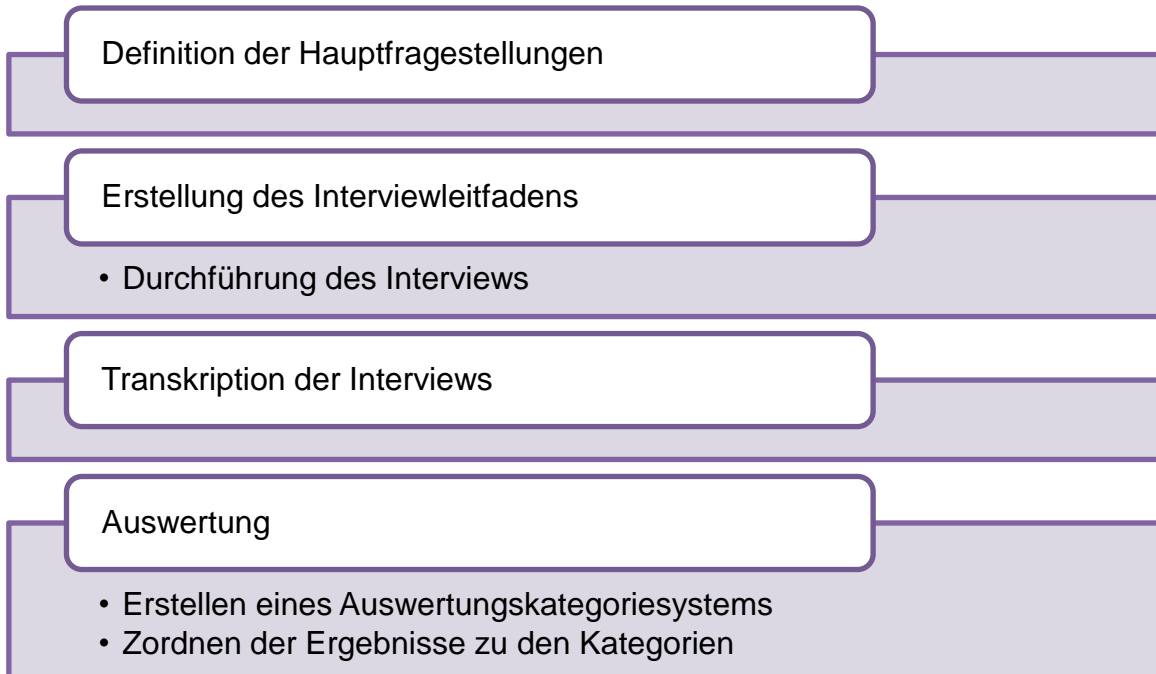 Definition der Hauptfragestellungen
Erstellung des Interviewleitfadens
• Durchführung des Interviews
Transkription der Interviews
Auswertung
• Erstellen eines Auswertungskategoriesystems
• Zordnen der Ergebnisse zu den Kategorien